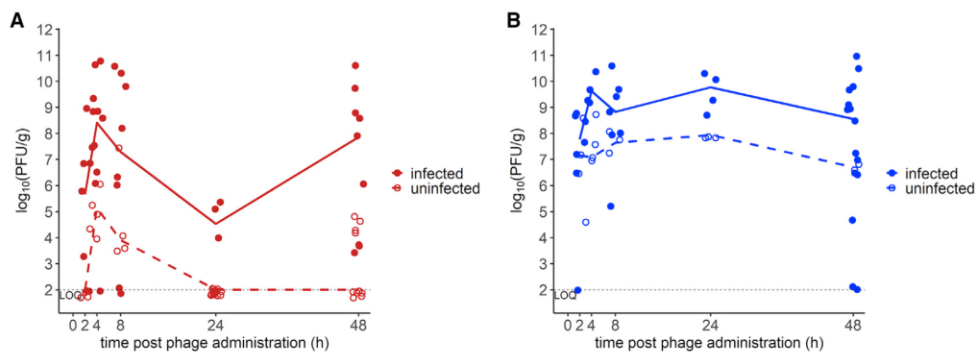 A
12
11
10
9
8
7
6
5
4
3
2
log10(PFU/g)
LOQ
0 2 4 8 24 48
time post phage administration (h)
infected
uninfected
B
12
11
10
9
8
7
6
5
4
3
2
log10(PFU/g)
LOQ
0 2 4 8 24 48
time post phage administration (h)
infected
uninfected